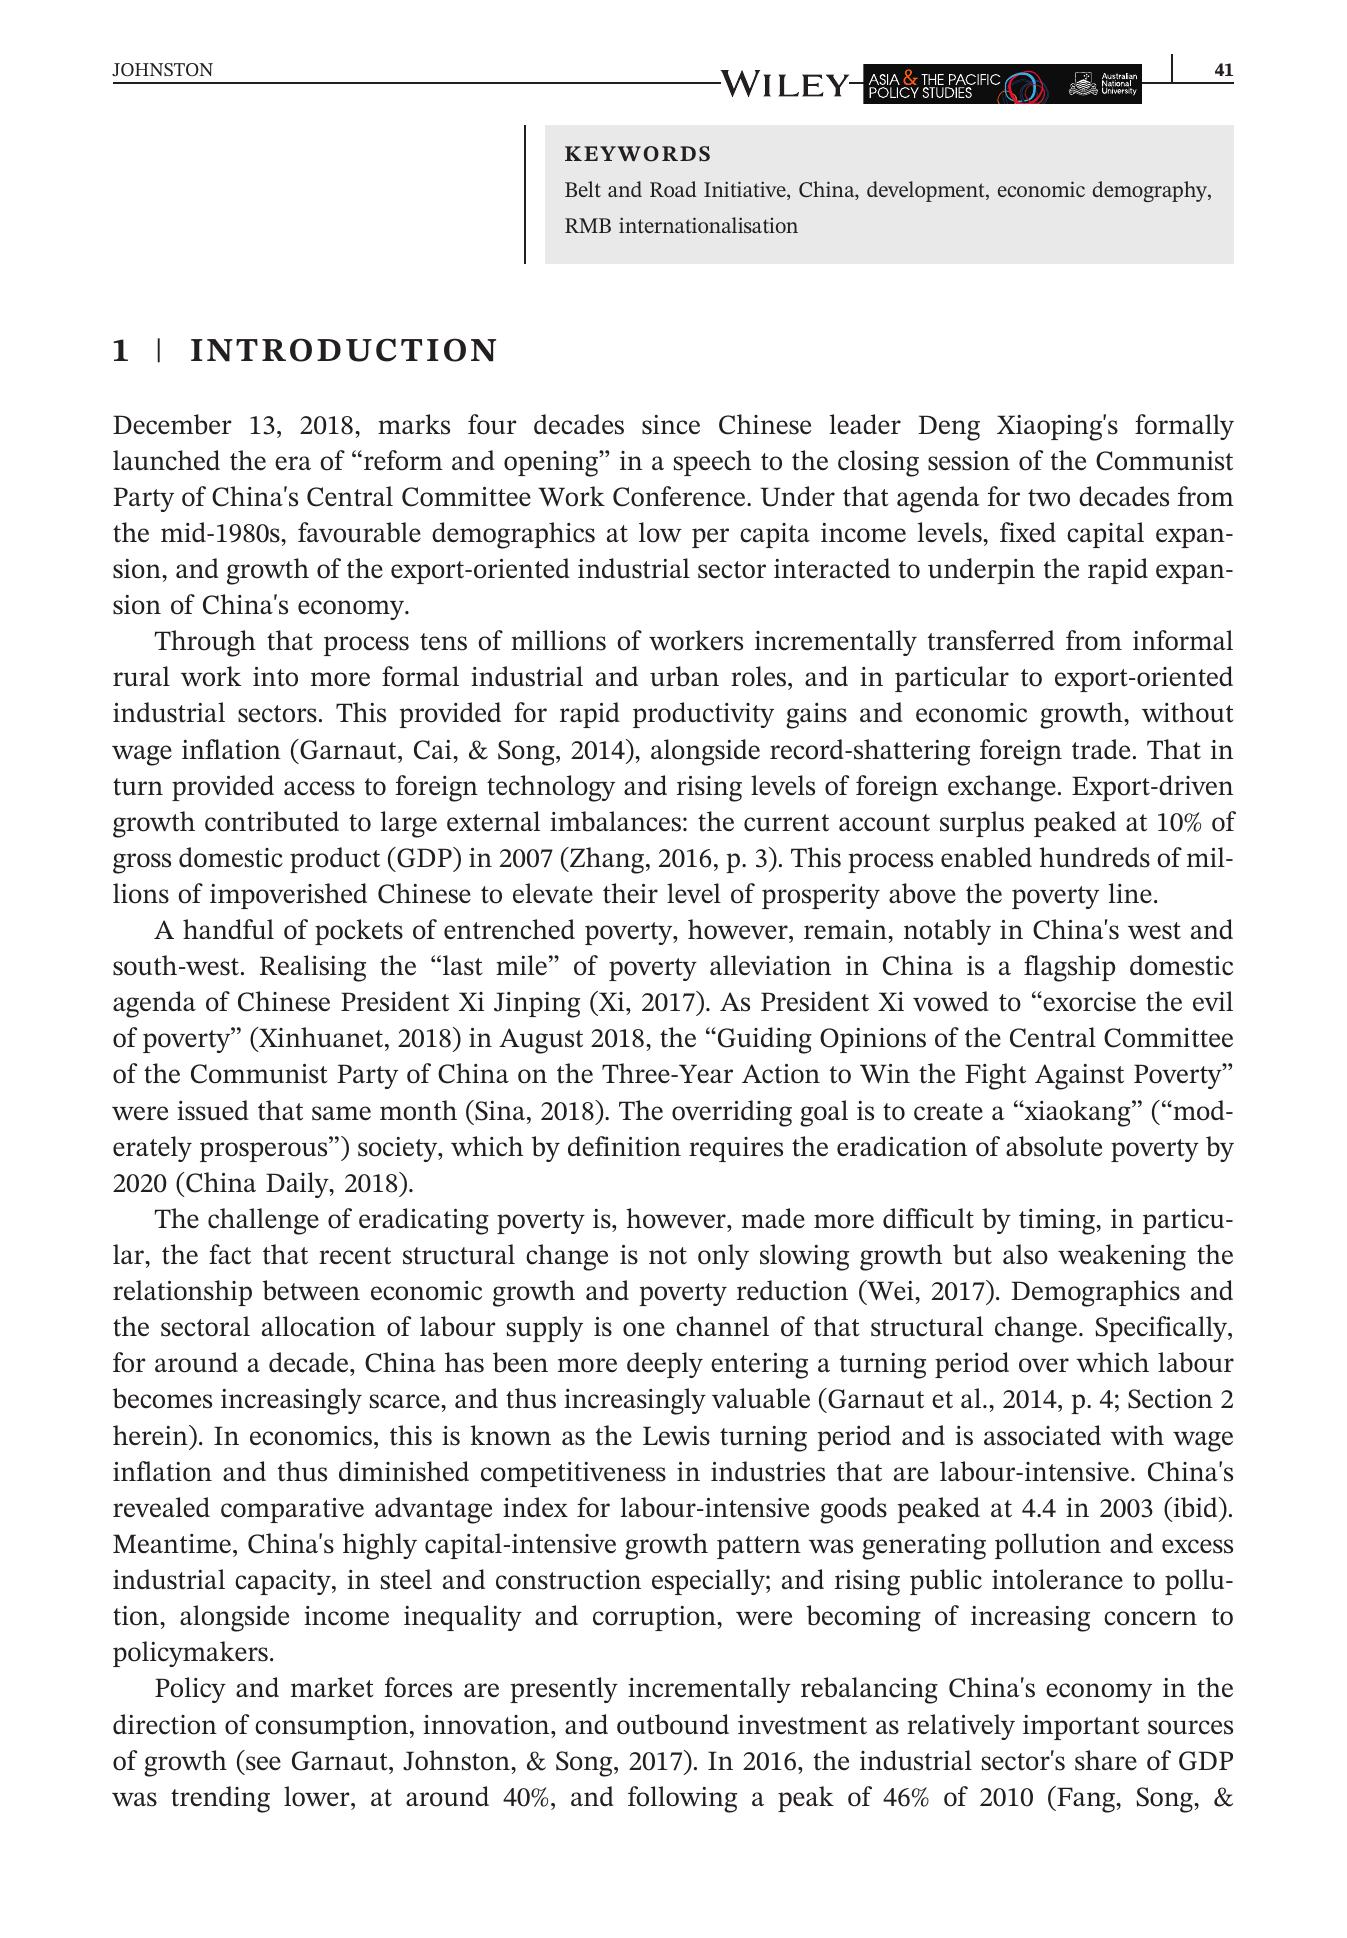 JOHNSTON
WILEY
ASIA & THE PACIFIC
POLICY STUDIES
Australian
National
University
41
KEYWORDS
Belt and Road Initiative, China, development, economic demography,
RMB internationalisation
1 | INTRODUCTION
December 13, 2018, marks four decades since Chinese leader Deng Xiaoping's formally
launched the era of “reform and opening” in a speech to the closing session of the Communist
Party of China's Central Committee Work Conference. Under that agenda for two decades from
the mid-1980s, favourable demographics at low per capita income levels, fixed capital expan-
sion, and growth of the export-oriented industrial sector interacted to underpin the rapid expan-
sion of China's economy.
Through that process tens of millions of workers incrementally transferred from informal
rural work into more formal industrial and urban roles, and in particular to export-oriented
industrial sectors. This provided for rapid productivity gains and economic growth, without
wage inflation (Garnaut, Cai, & Song, 2014), alongside record-shattering foreign trade. That in
turn provided access to foreign technology and rising levels of foreign exchange. Export-driven
growth contributed to large external imbalances: the current account surplus peaked at 10% of
gross domestic product (GDP) in 2007 (Zhang, 2016, p. 3). This process enabled hundreds of mil-
lions of impoverished Chinese to elevate their level of prosperity above the poverty line.
A handful of pockets of entrenched poverty, however, remain, notably in China's west and
south-west. Realising the “last mile” of poverty alleviation in China is a flagship domestic
agenda of Chinese President Xi Jinping (Xi, 2017). As President Xi vowed to “exorcise the evil
of poverty” (Xinhuanet, 2018) in August 2018, the “Guiding Opinions of the Central Committee
of the Communist Party of China on the Three-Year Action to Win the Fight Against Poverty”
were issued that same month (Sina, 2018). The overriding goal is to create a “xiaokang” (“mod-
erately prosperous”) society, which by definition requires the eradication of absolute poverty by
2020 (China Daily, 2018).
The challenge of eradicating poverty is, however, made more difficult by timing, in particu-
lar, the fact that recent structural change is not only slowing growth but also weakening the
relationship between economic growth and poverty reduction (Wei, 2017). Demographics and
the sectoral allocation of labour supply is one channel of that structural change. Specifically,
for around a decade, China has been more deeply entering a turning period over which labour
becomes increasingly scarce, and thus increasingly valuable (Garnaut et al., 2014, p. 4; Section 2
herein). In economics, this is known as the Lewis turning period and is associated with wage
inflation and thus diminished competitiveness in industries that are labour-intensive. China's
revealed comparative advantage index for labour-intensive goods peaked at 4.4 in 2003 (ibid).
Meantime, China's highly capital-intensive growth pattern was generating pollution and excess
industrial capacity, in steel and construction especially; and rising public intolerance to pollu-
tion, alongside income inequality and corruption, were becoming of increasing concern to
policymakers.
Policy and market forces are presently incrementally rebalancing China's economy in the
direction of consumption, innovation, and outbound investment as relatively important sources
of growth (see Garnaut, Johnston, & Song, 2017). In 2016, the industrial sector's share of GDP
was trending lower, at around 40%, and following a peak of 46% of 2010 (Fang, Song, &